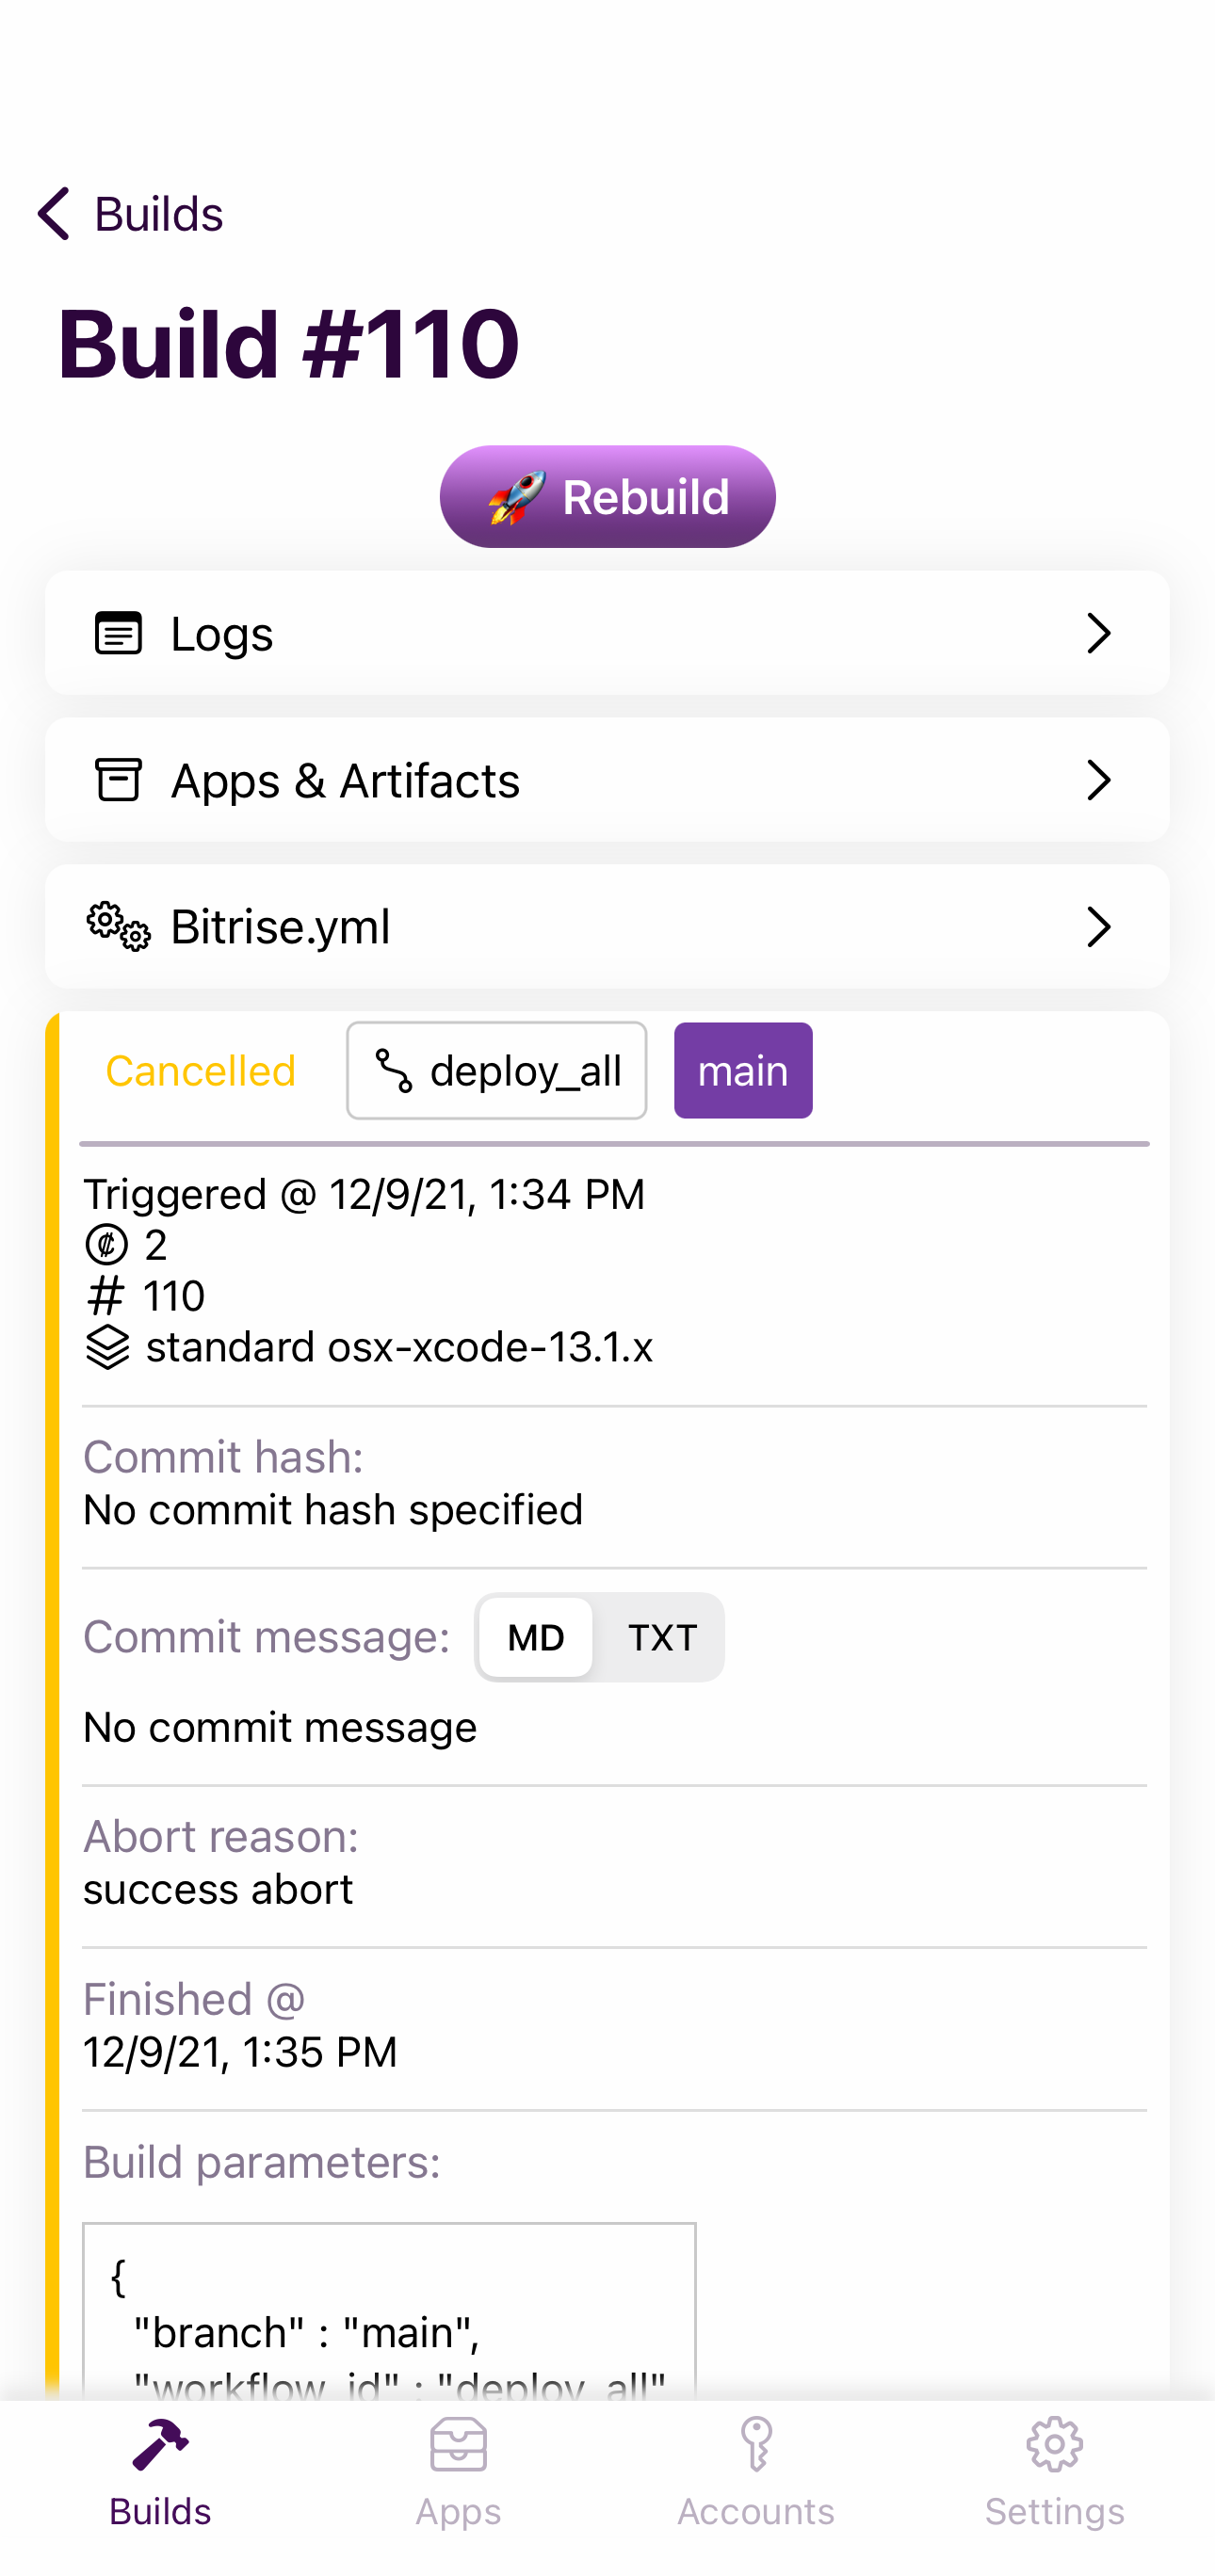 Builds
Build #110
🚀 Rebuild
Logs
Apps & Artifacts
Bitrise.yml
Cancelled deploy_all main
Triggered @ 12/9/21, 1:34 PM
₡ 2
# 110
standard osx-xcode-13.1.x
Commit hash:
No commit hash specified
Commit message: MD TXT
No commit message
Abort reason:
success abort
Finished @
12/9/21, 1:35 PM
Build parameters:
{
"branch" : "main",
"workflow_id" : "deploy_all"
Builds Apps Accounts Settings